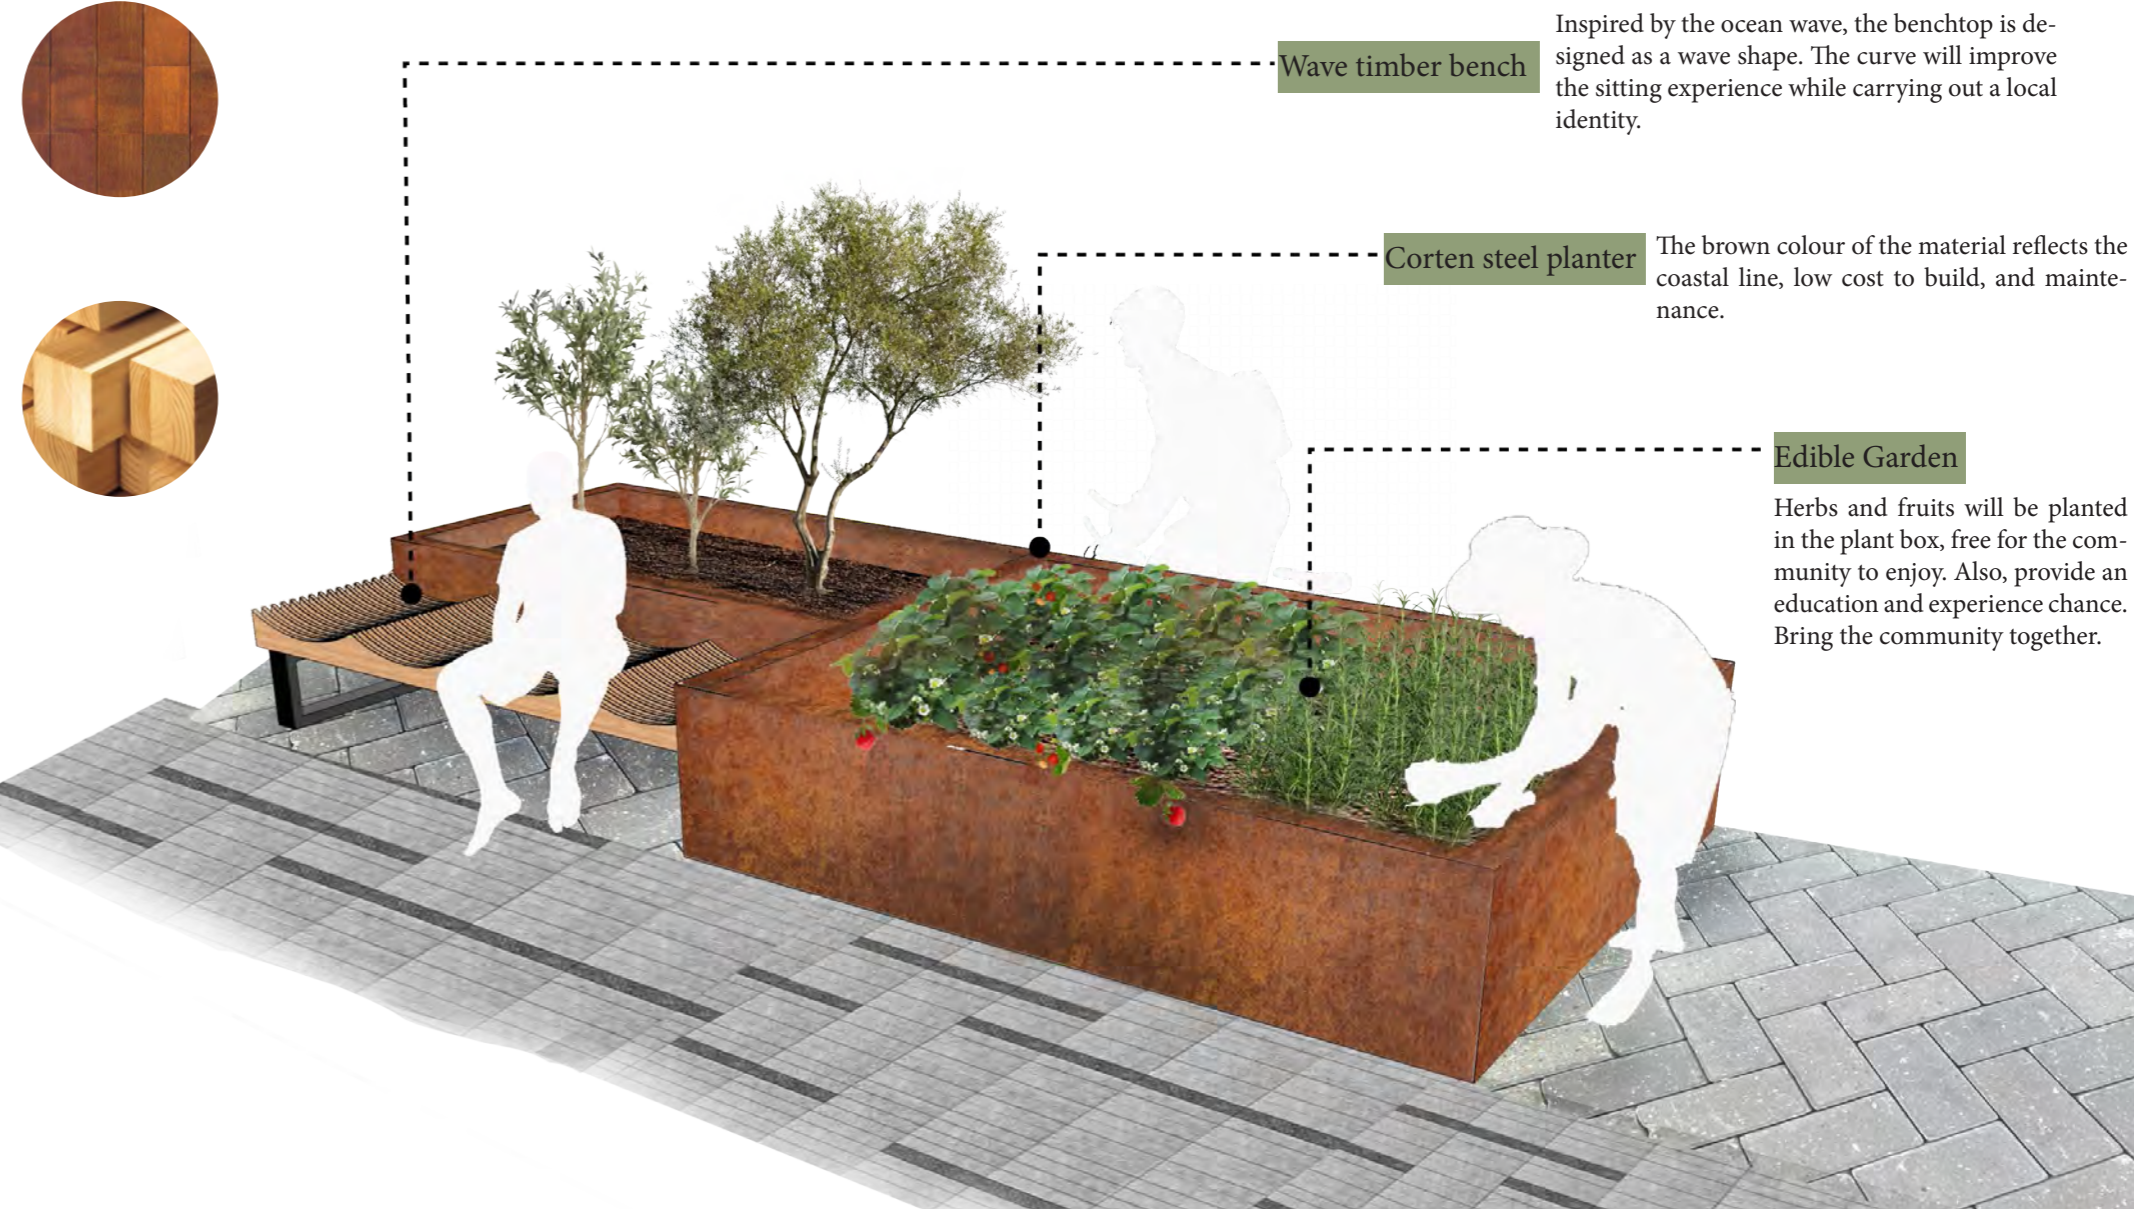 Wave timber bench
Inspired by the ocean wave, the benchtop is de-
signed as a wave shape. The curve will improve
the sitting experience while carrying out a local
identity.
Corten steel planter
The brown colour of the material reflects the
coastal line, low cost to build, and mainte-
nance.
Edible Garden
Herbs and fruits will be planted
in the plant box, free for the com-
munity to enjoy. Also, provide an
education and experience chance.
Bring the community together.